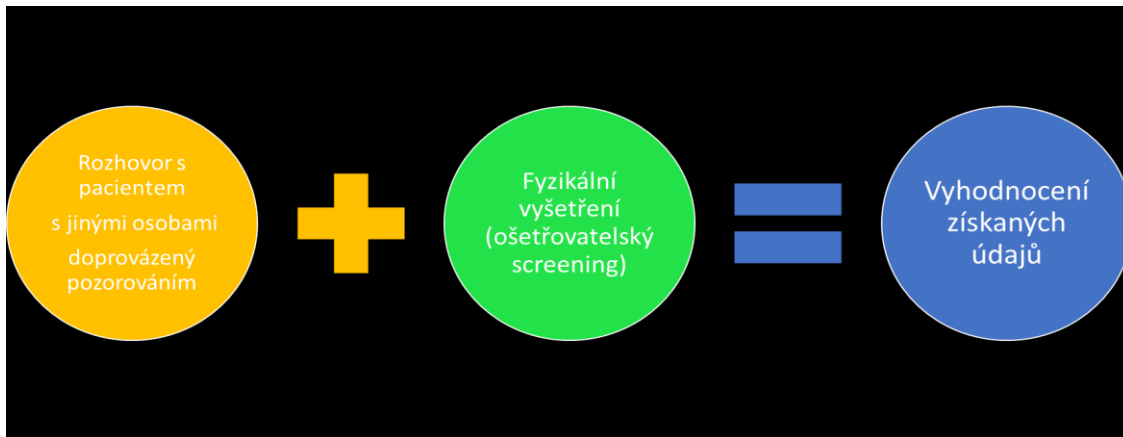 Rozhovor s
pacientem
s jinými osobami
doprovázený
pozorováním
Fyzikální
vyšetření
(ošetřovatelský
screening)
Vyhodnocení
získaných
údajů